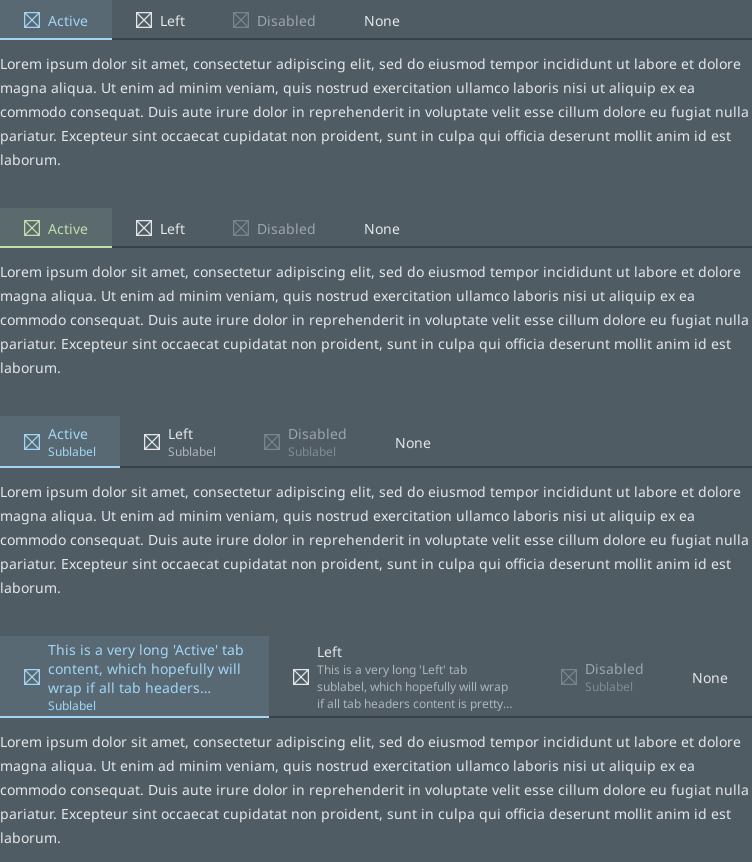 Active Left Disabled None
Lorem ipsum dolor sit amet, consectetur adipiscing elit, sed do eiusmod tempor incididunt ut labore et dolore
magna aliqua. Ut enim ad minim veniam, quis nostrud exercitation ullamco laboris nisi ut aliquip ex ea
commodo consequat. Duis aute irure dolor in reprehenderit in voluptate velit esse cillum dolore eu fugiat nulla
pariatur. Excepteur sint occaecat cupidatat non proident, sunt in culpa qui officia deserunt mollit anim id est
laborum.
Active Left Disabled None
Lorem ipsum dolor sit amet, consectetur adipiscing elit, sed do eiusmod tempor incididunt ut labore et dolore
magna aliqua. Ut enim ad minim veniam, quis nostrud exercitation ullamco laboris nisi ut aliquip ex ea
commodo consequat. Duis aute irure dolor in reprehenderit in voluptate velit esse cillum dolore eu fugiat nulla
pariatur. Excepteur sint occaecat cupidatat non proident, sunt in culpa qui officia deserunt mollit anim id est
laborum.
Active
Sublabel
Left
Sublabel
Disabled
Sublabel
None
Lorem ipsum dolor sit amet, consectetur adipiscing elit, sed do eiusmod tempor incididunt ut labore et dolore
magna aliqua. Ut enim ad minim veniam, quis nostrud exercitation ullamco laboris nisi ut aliquip ex ea
commodo consequat. Duis aute irure dolor in reprehenderit in voluptate velit esse cillum dolore eu fugiat nulla
pariatur. Excepteur sint occaecat cupidatat non proident, sunt in culpa qui officia deserunt mollit anim id est
laborum.
This is a very long 'Active' tab
content, which hopefully will
wrap if all tab headers...
Sublabel
Left
This is a very long 'Left' tab
sublabel, which hopefully will wrap
if all tab headers content is pretty...
Disabled
Sublabel
None
Lorem ipsum dolor sit amet, consectetur adipiscing elit, sed do eiusmod tempor incididunt ut labore et dolore
magna aliqua. Ut enim ad minim veniam, quis nostrud exercitation ullamco laboris nisi ut aliquip ex ea
commodo consequat. Duis aute irure dolor in reprehenderit in voluptate velit esse cillum dolore eu fugiat nulla
pariatur. Excepteur sint occaecat cupidatat non proident, sunt in culpa qui officia deserunt mollit anim id est
laborum.